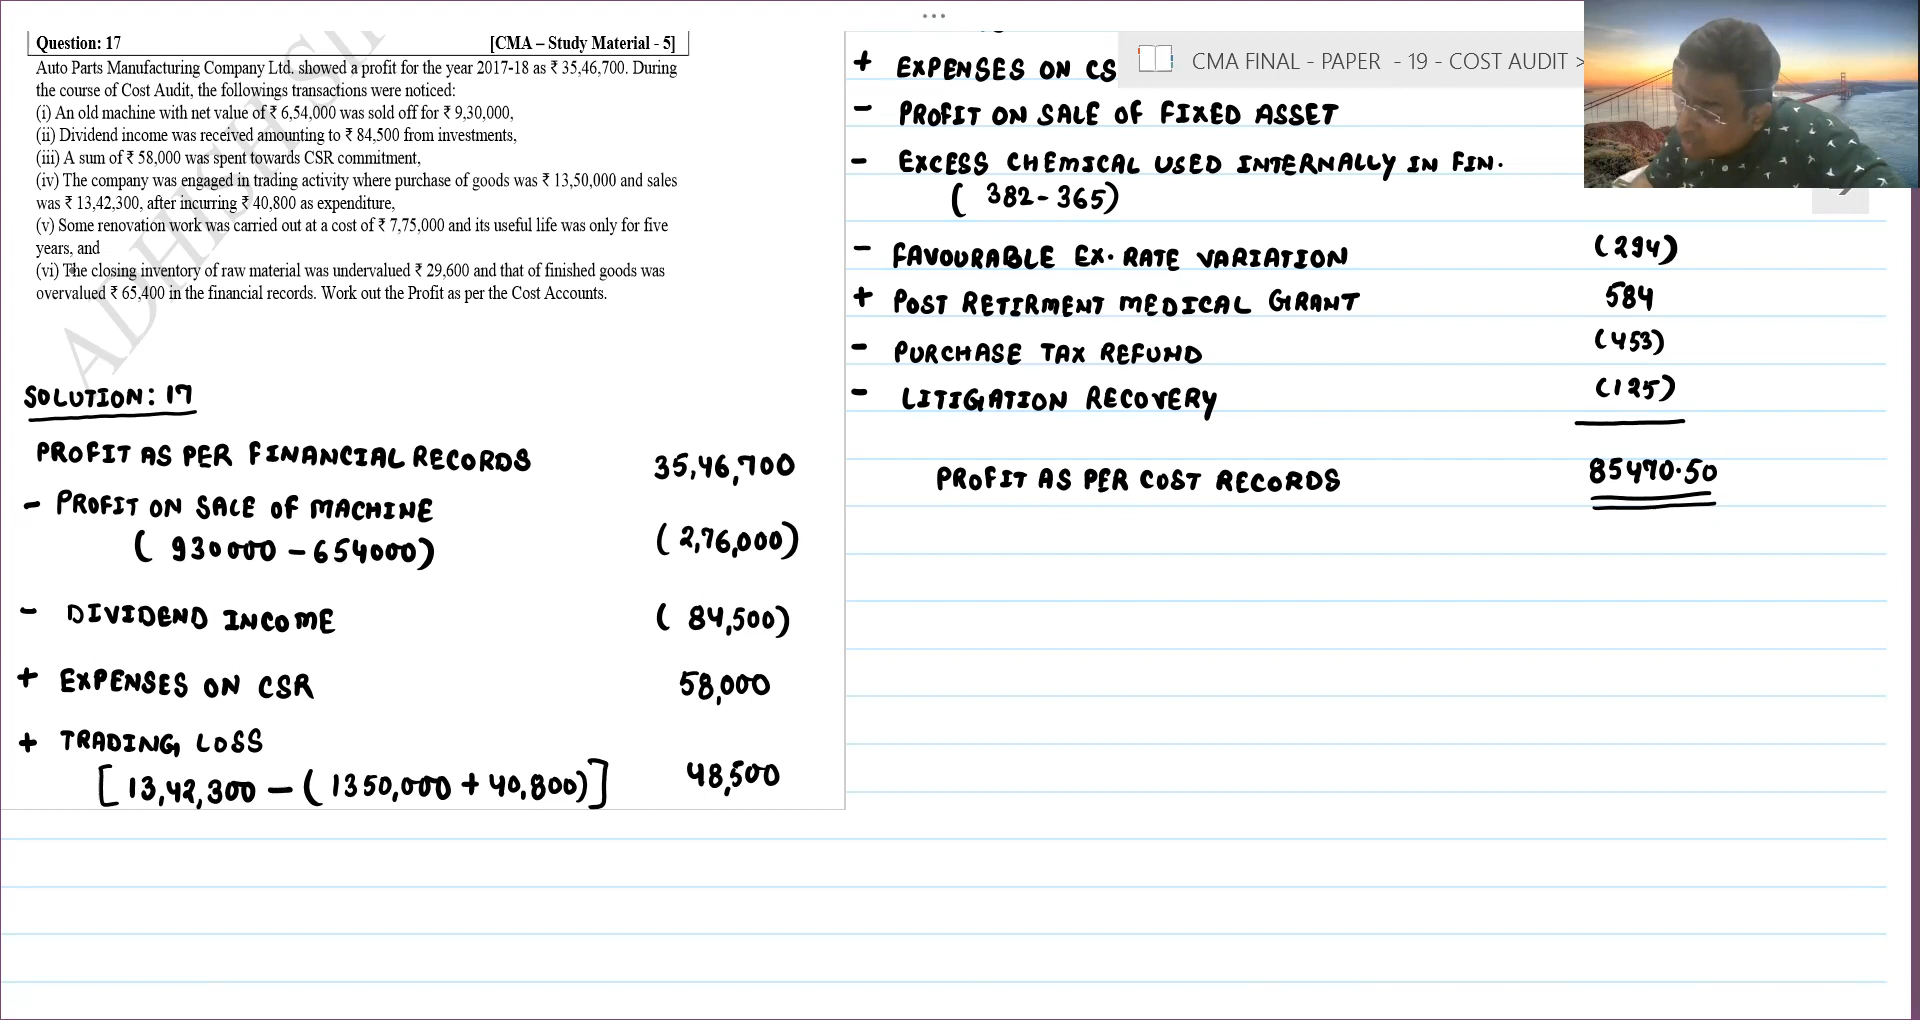 Question: 17 [CMA – Study Material - 5]
Auto Parts Manufacturing Company Ltd. showed a profit for the year 2017-18 as ₹ 35,46,700. During
the course of Cost Audit, the followings transactions were noticed:
(i) An old machine with net value of ₹ 6,54,000 was sold off for ₹ 9,30,000,
(ii) Dividend income was received amounting to ₹ 84,500 from investments,
(iii) A sum of ₹ 58,000 was spent towards CSR commitment,
(iv) The company was engaged in trading activity where purchase of goods was ₹ 13,50,000 and sales
was ₹ 13,42,300, after incurring ₹ 40,800 as expenditure,
(v) Some renovation work was carried out at a cost of ₹ 7,75,000 and its useful life was only for five
years, and
(vi) The closing inventory of raw material was undervalued ₹ 29,600 and that of finished goods was
overvalued ₹ 65,400 in the financial records. Work out the Profit as per the Cost Accounts.
SOLUTION: 17
PROFIT AS PER FINANCIAL RECORDS 35,46,700
- PROFIT ON SALE OF MACHINE
( 930000 - 654000) ( 2,76,000)
- DIVIDEND INCOME ( 84,500)
+ EXPENSES ON CSR 58,000
+ TRADING LOSS
[13,42,300 - (1350,000 + 40,800)] 48,500
CMA FINAL - PAPER - 19 - COST AUDIT >
+ EXPENSES ON CS
- PROFIT ON SALE OF FIXED ASSET
- EXCESS CHEMICAL USED INTERNALLY IN FIN.
( 382 - 365)
- FAVOURABLE EX. RATE VARIATION (294)
+ POST RETIRMENT MEDICAL GRANT 584
- PURCHASE TAX REFUND (453)
- LITIGATION RECOVERY (125)
PROFIT AS PER COST RECORDS 85470.50